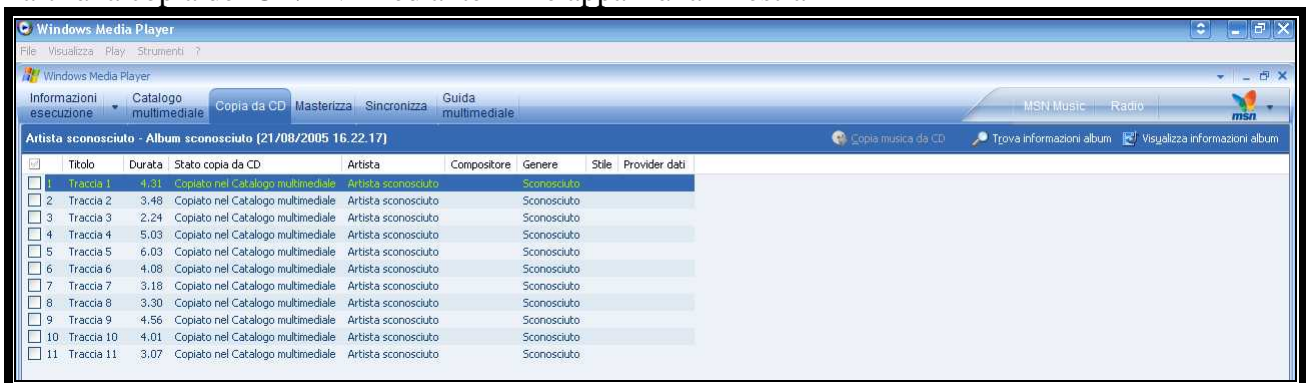 Windows Media Player
File Visualizza Play Strumenti ?
Windows Media Player
Informazioni esecuzione Catalogo multimediale Copia da CD Masterizza Sincronizza Guida multimediale MSN Music Radio msn
Artista sconosciuto - Album sconosciuto (21/08/2005 16.22.17) Copia musica da CD Trova informazioni album Visualizza informazioni album
Titolo Durata Stato copia da CD Artista Compositore Genere Stile Provider dati
1 Traccia 1 4.31 Copiato nel Catalogo multimediale Artista sconosciuto Sconosciuto
2 Traccia 2 3.48 Copiato nel Catalogo multimediale Artista sconosciuto Sconosciuto
3 Traccia 3 2.24 Copiato nel Catalogo multimediale Artista sconosciuto Sconosciuto
4 Traccia 4 5.03 Copiato nel Catalogo multimediale Artista sconosciuto Sconosciuto
5 Traccia 5 6.03 Copiato nel Catalogo multimediale Artista sconosciuto Sconosciuto
6 Traccia 6 4.08 Copiato nel Catalogo multimediale Artista sconosciuto Sconosciuto
7 Traccia 7 3.18 Copiato nel Catalogo multimediale Artista sconosciuto Sconosciuto
8 Traccia 8 3.30 Copiato nel Catalogo multimediale Artista sconosciuto Sconosciuto
9 Traccia 9 4.56 Copiato nel Catalogo multimediale Artista sconosciuto Sconosciuto
10 Traccia 10 4.01 Copiato nel Catalogo multimediale Artista sconosciuto Sconosciuto
11 Traccia 11 3.07 Copiato nel Catalogo multimediale Artista sconosciuto Sconosciuto